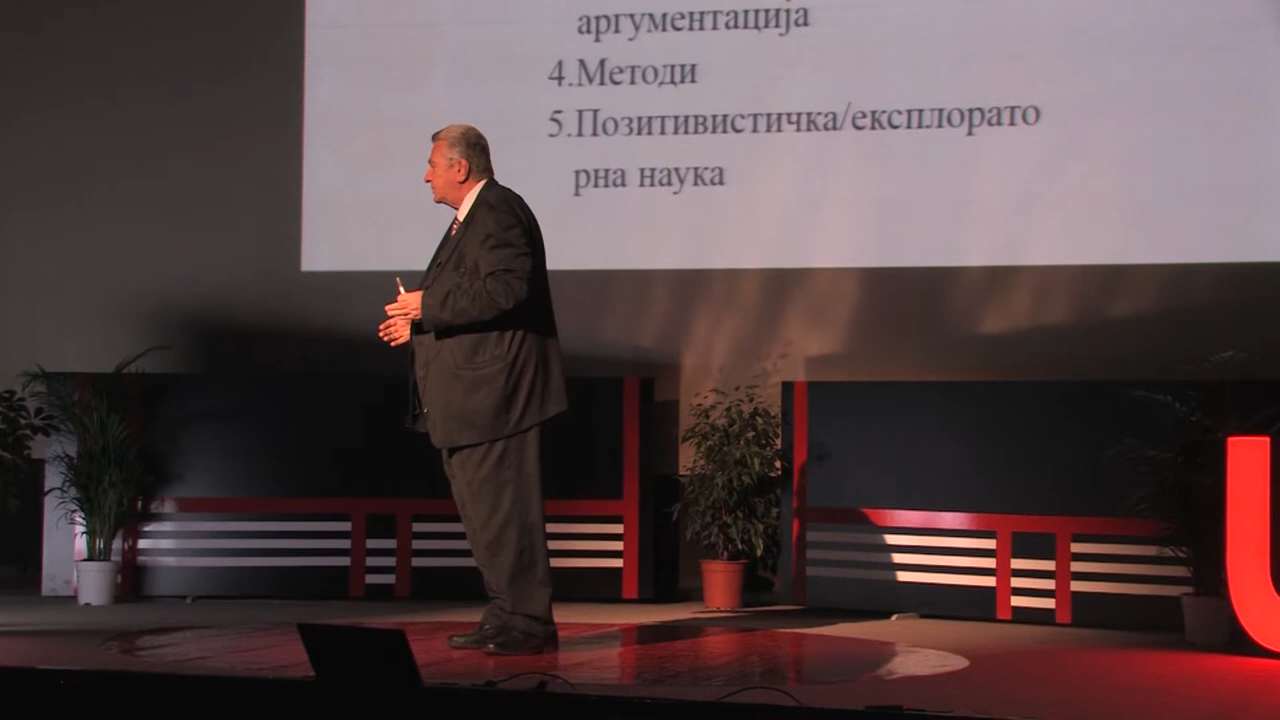 аргументација
4.Методи
5.Позитивистичка/експлорато
рна наука
U